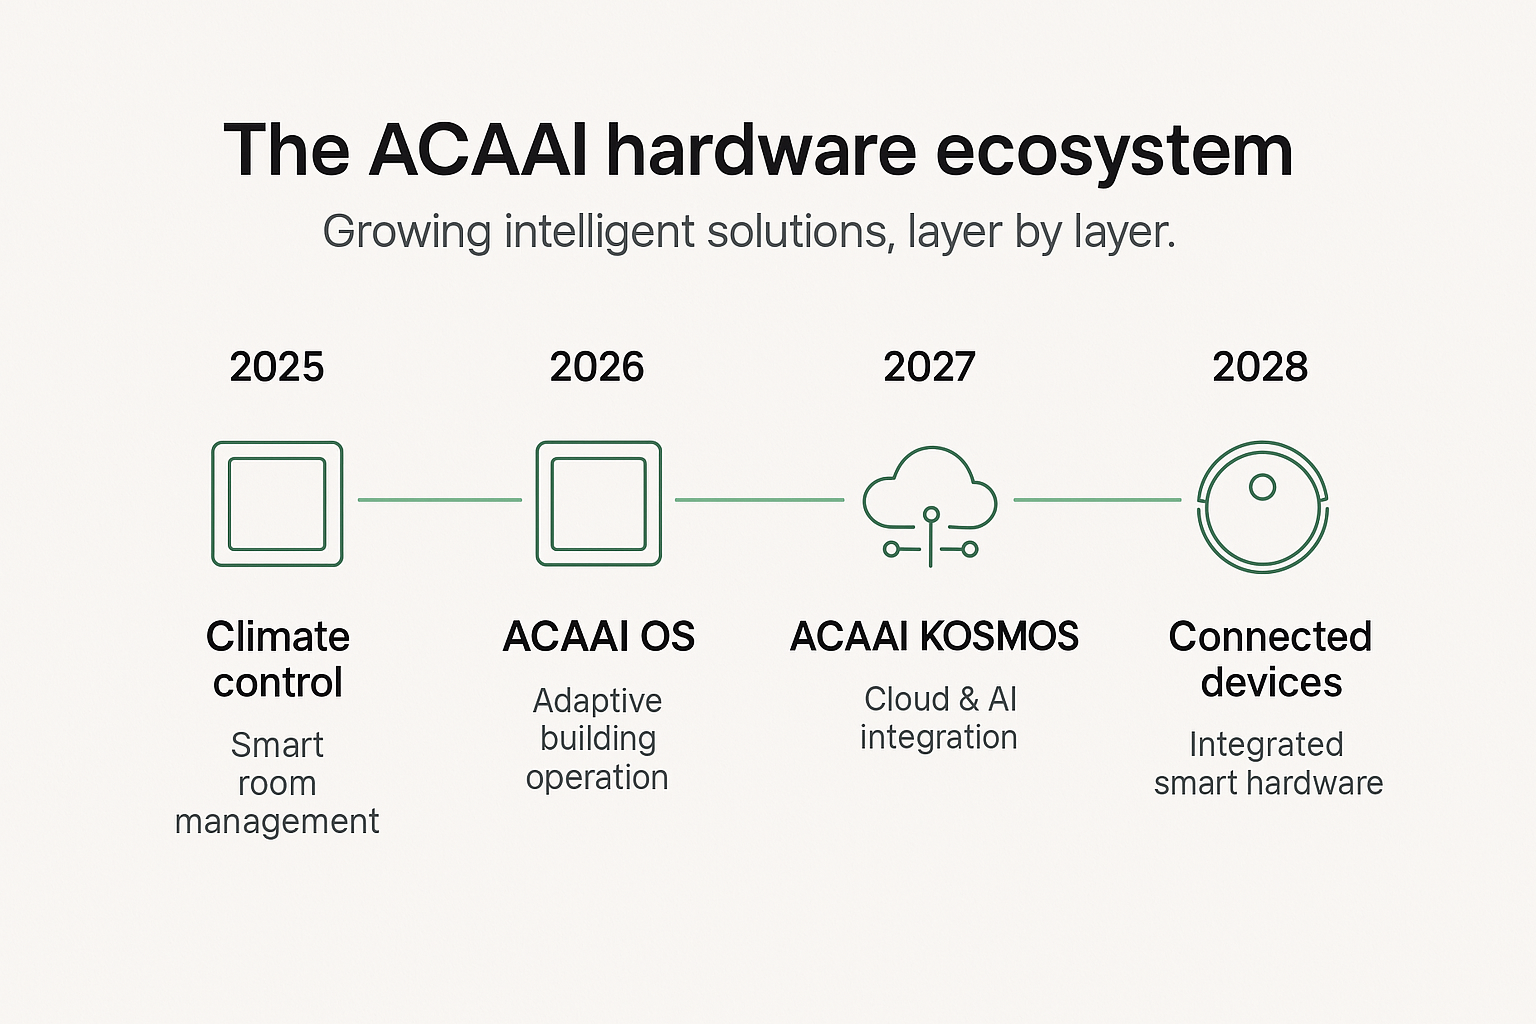 The ACAAI hardware ecosystem
Growing intelligent solutions, layer by layer.
2025
2026
2027
2028
Climate
control
Smart
room
management
ACAAI OS
Adaptive
building
operation
ACAAI KOSMOS
Cloud & AI
integration
Connected
devices
Integrated
smart hardware